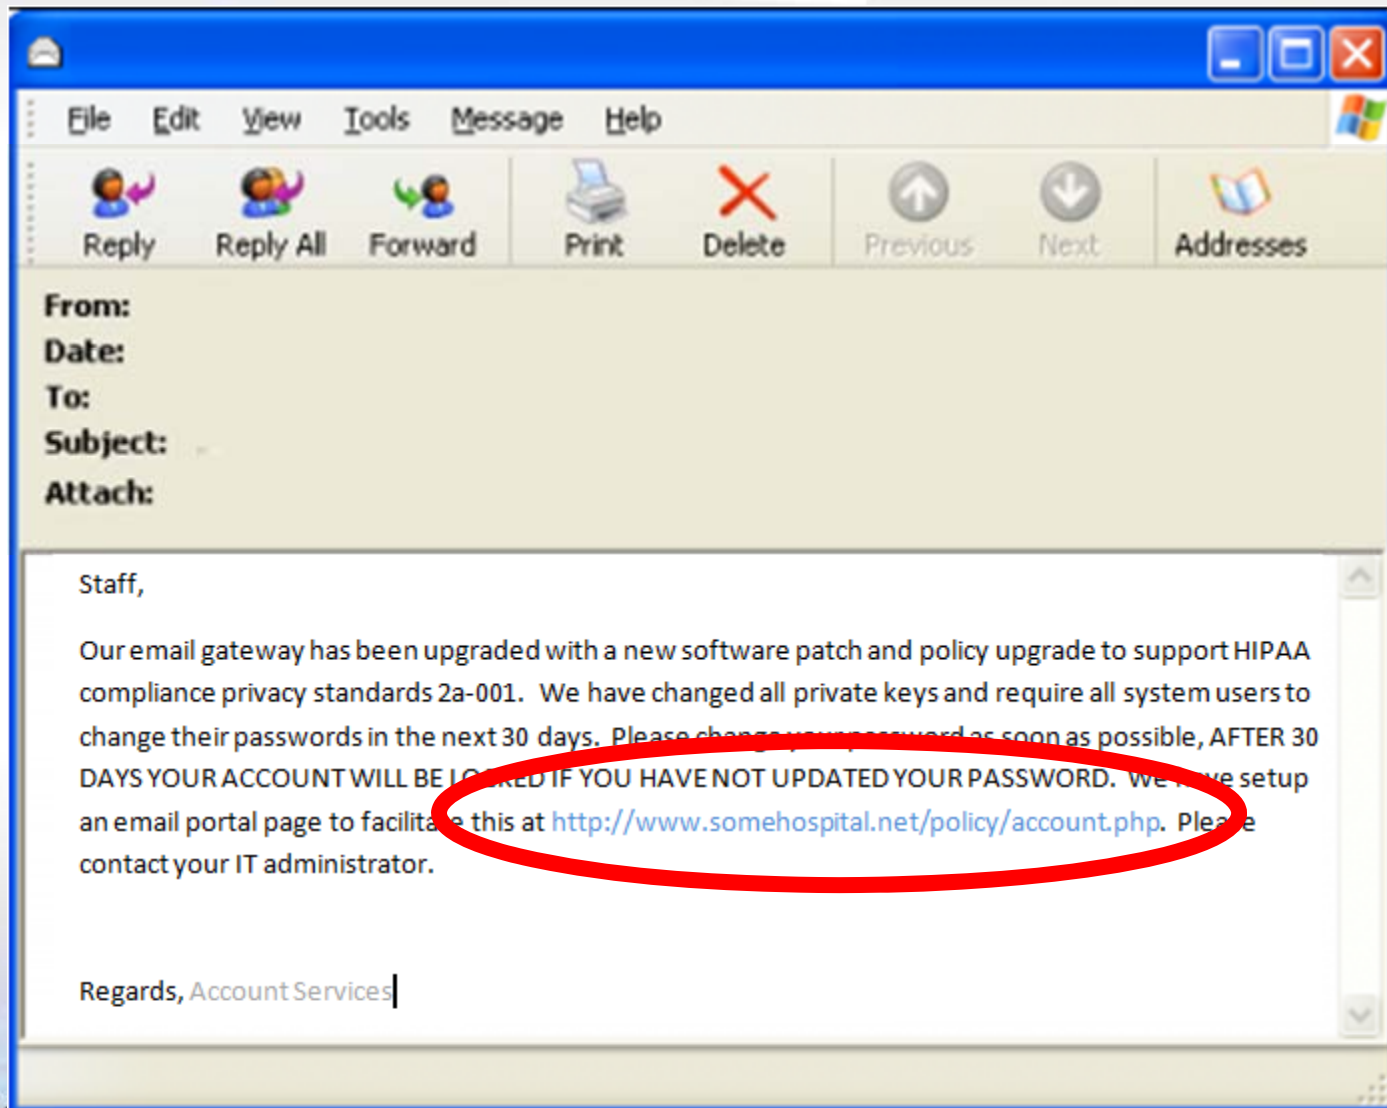 File Edit View Tools Message Help
Reply Reply All Forward Print Delete Previous Next Addresses
From:
Date:
To:
Subject:
Attach:
Staff,
Our email gateway has been upgraded with a new software patch and policy upgrade to support HIPAA
compliance privacy standards 2a-001. We have changed all private keys and require all system users to
change their passwords in the next 30 days. Please change your password as soon as possible, AFTER 30
DAYS YOUR ACCOUNT WILL BE LOCKED IF YOU HAVE NOT UPDATED YOUR PASSWORD. We have setup
an email portal page to facilitate this at http://www.somehospital.net/policy/account.php. Please
contact your IT administrator.
Regards, Account Services